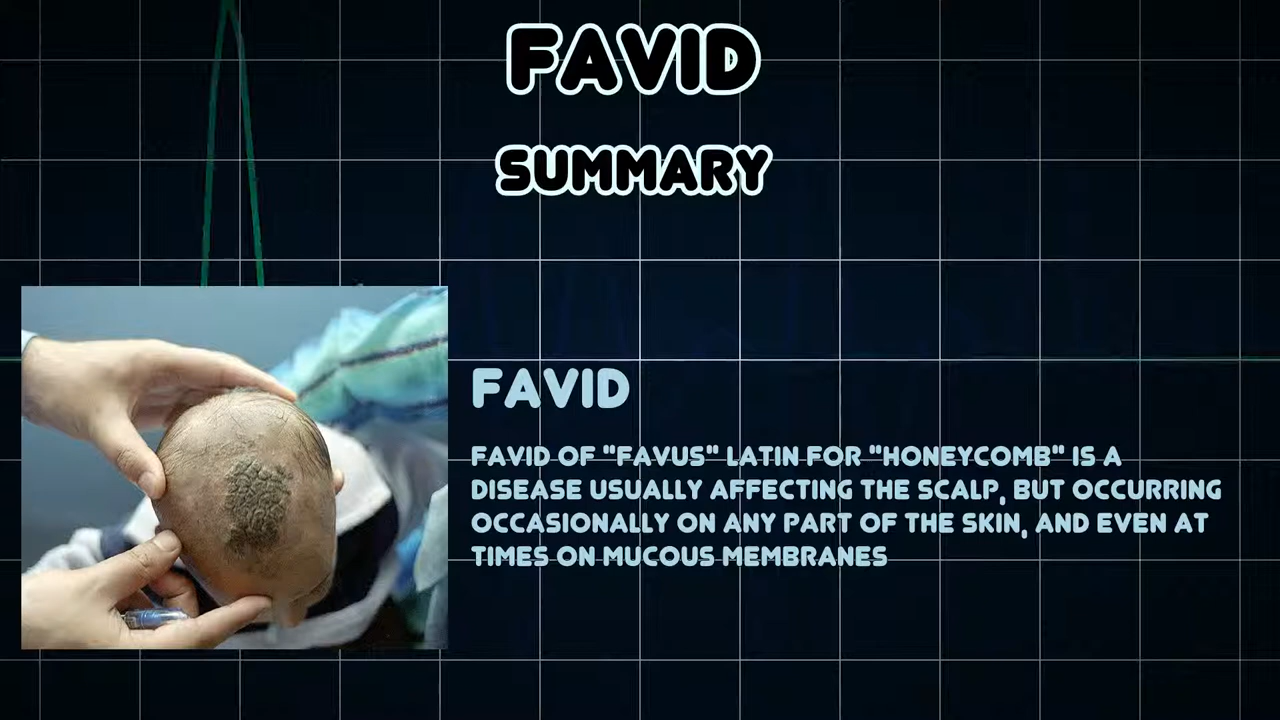 FAVID
SUMMARY
FAVID
FAVID OF "FAVUS" LATIN FOR "HONEYCOMB" IS A
DISEASE USUALLY AFFECTING THE SCALP, BUT OCCURRING
OCCASIONALLY ON ANY PART OF THE SKIN, AND EVEN AT
TIMES ON MUCOUS MEMBRANES